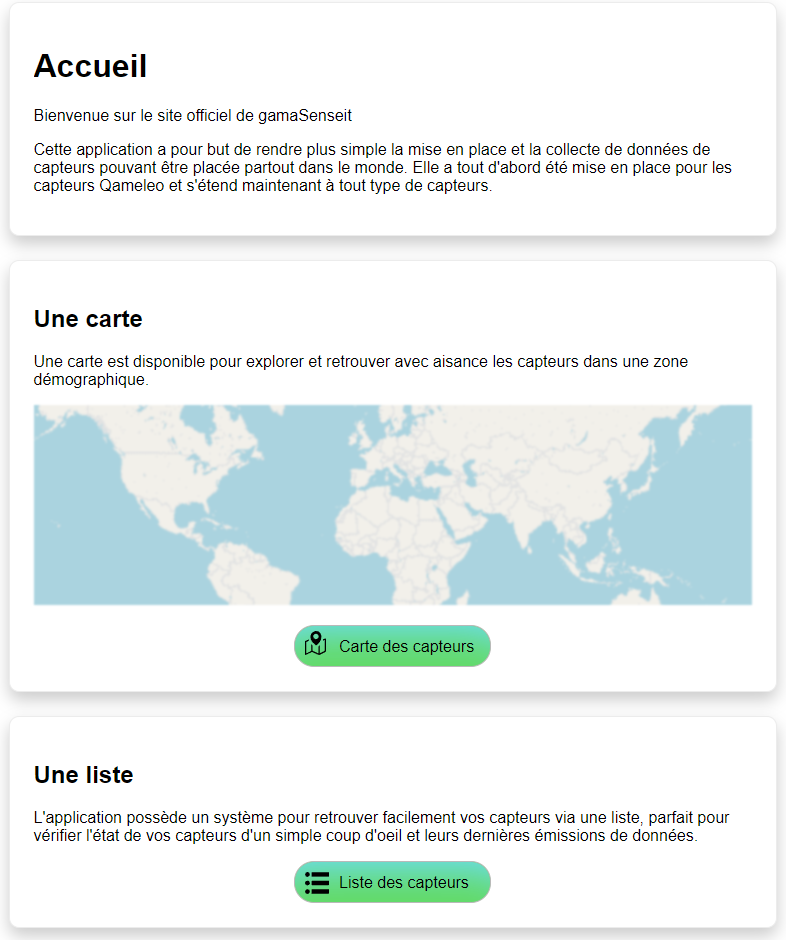 Accueil
Bienvenue sur le site officiel de gamaSenseit
Cette application a pour but de rendre plus simple la mise en place et la collecte de données de
capteurs pouvant être placée partout dans le monde. Elle a tout d'abord été mise en place pour les
capteurs Qameleo et s'étend maintenant à tout type de capteurs.
Une carte
Une carte est disponible pour explorer et retrouver avec aisance les capteurs dans une zone
démographique.
Carte des capteurs
Une liste
L'application possède un système pour retrouver facilement vos capteurs via une liste, parfait pour
vérifier l'état de vos capteurs d'un simple coup d'oeil et leurs dernières émissions de données.
Liste des capteurs